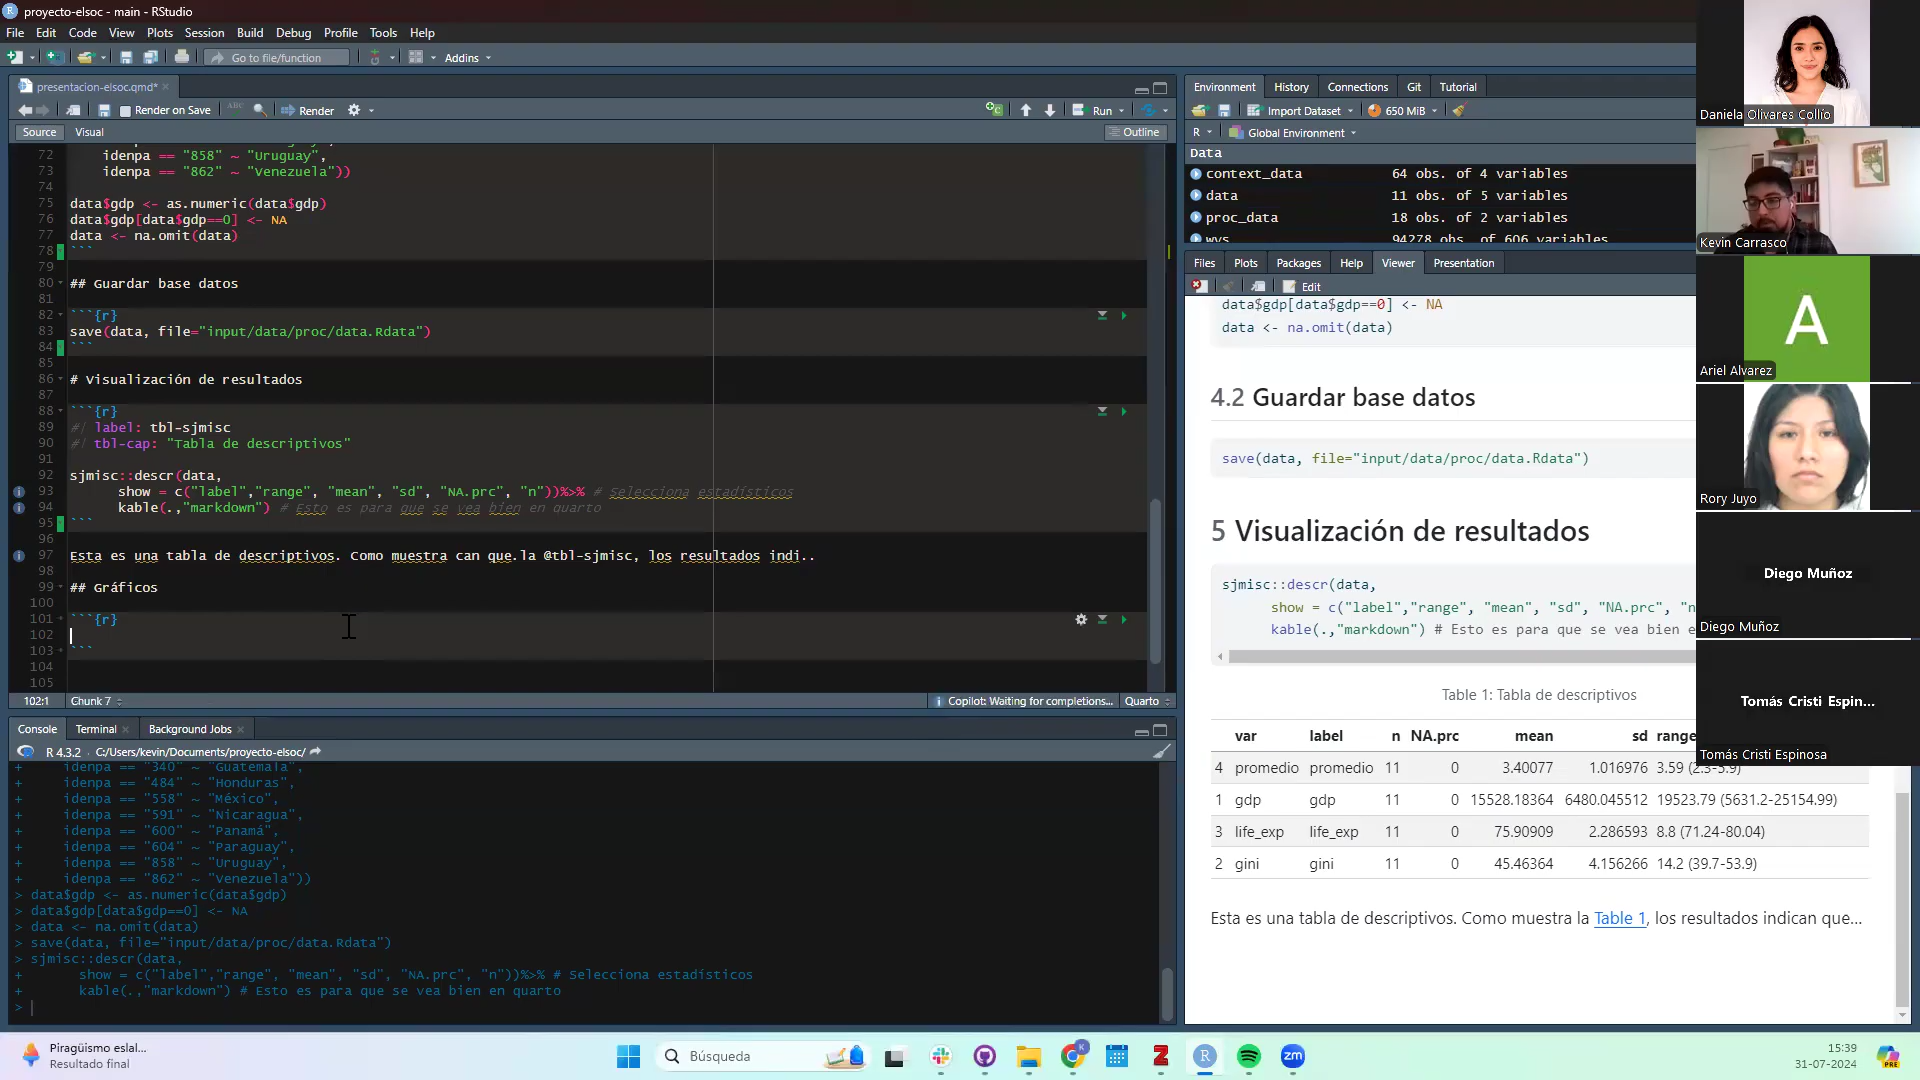 proyecto-elsoc - main - RStudio
File Edit Code View Plots Session Build Debug Profile Tools Help
Go to file/function Addins
presentacion-elsoc.qmd*
Render on Save Render Run
Source Visual Outline
72 idenpa == "858" ~ "Uruguay",
73 idenpa == "862" ~ "Venezuela"))
74
75 data$gdp <- as.numeric(data$gdp)
76 data$gdp[data$gdp==0] <- NA
77 data <- na.omit(data)
78 ```
79
80 ## Guardar base datos
81
82 ```{r}
83 save(data, file="input/data/proc/data.Rdata")
84 ```
85
86 # Visualización de resultados
87
88 ```{r}
89 #| label: tbl-sjmisc
90 #| tbl-cap: "Tabla de descriptivos"
91
92 sjmisc::descr(data,
93 show = c("label","range", "mean", "sd", "NA.prc", "n"))%>% # Selecciona estadísticos
94 kable(.,"markdown") # Esto es para que se vea bien en quarto
95 ```
96
97 Esta es una tabla de descriptivos. Como muestra can que.la @tbl-sjmisc, los resultados indi..
98
99 ## Gráficos
100
101 ```{r}
102
103 ```
104
105
102:1 Chunk 7 Copilot: Waiting for completions... Quarto
Console Terminal Background Jobs
R 4.3.2 C:/Users/kevin/Documents/proyecto-elsoc/
+ idenpa == "340" ~ "Guatemala",
+ idenpa == "484" ~ "Honduras",
+ idenpa == "558" ~ "México",
+ idenpa == "591" ~ "Nicaragua",
+ idenpa == "600" ~ "Panamá",
+ idenpa == "604" ~ "Paraguay",
+ idenpa == "858" ~ "Uruguay",
+ idenpa == "862" ~ "Venezuela"))
> data$gdp <- as.numeric(data$gdp)
> data$gdp[data$gdp==0] <- NA
> data <- na.omit(data)
> save(data, file="input/data/proc/data.Rdata")
> sjmisc::descr(data,
+ show = c("label","range", "mean", "sd", "NA.prc", "n"))%>% # Selecciona estadísticos
+ kable(.,"markdown") # Esto es para que se vea bien en quarto
>
Environment History Connections Git Tutorial
Import Dataset 650 MiB
R Global Environment
Data
context_data 64 obs. of 4 variables
data 11 obs. of 5 variables
proc_data 18 obs. of 2 variables
wvs 94278 obs. of 606 variables
Files Plots Packages Help Viewer Presentation
Edit
data$gdp[data$gdp==0] <- NA
data <- na.omit(data)
4.2 Guardar base datos
save(data, file="input/data/proc/data.Rdata")
5 Visualización de resultados
sjmisc::descr(data,
show = c("label","range", "mean", "sd", "NA.prc", "n
kable(.,"markdown") # Esto es para que se vea bien e
Table 1: Tabla de descriptivos
var label n NA.prc mean sd range
4 promedio promedio 11 0 3.40077 1.016976 3.59 (2.3-5.9)
1 gdp gdp 11 0 15528.18364 6480.045512 19523.79 (5631.2-25154.99)
3 life_exp life_exp 11 0 75.90909 2.286593 8.8 (71.24-80.04)
2 gini gini 11 0 45.46364 4.156266 14.2 (39.7-53.9)
Esta es una tabla de descriptivos. Como muestra la Table 1, los resultados indican que...
Daniela Olivares Collío
Kevin Carrasco
A
Ariel Alvarez
Rory Juyo
Diego Muñoz
Diego Muñoz
Tomás Cristi Espin...
Tomás Cristi Espinosa
Piragüismo eslal...
Resultado final
Búsqueda
K
Z
R
zm
15:39
31-07-2024
PRE